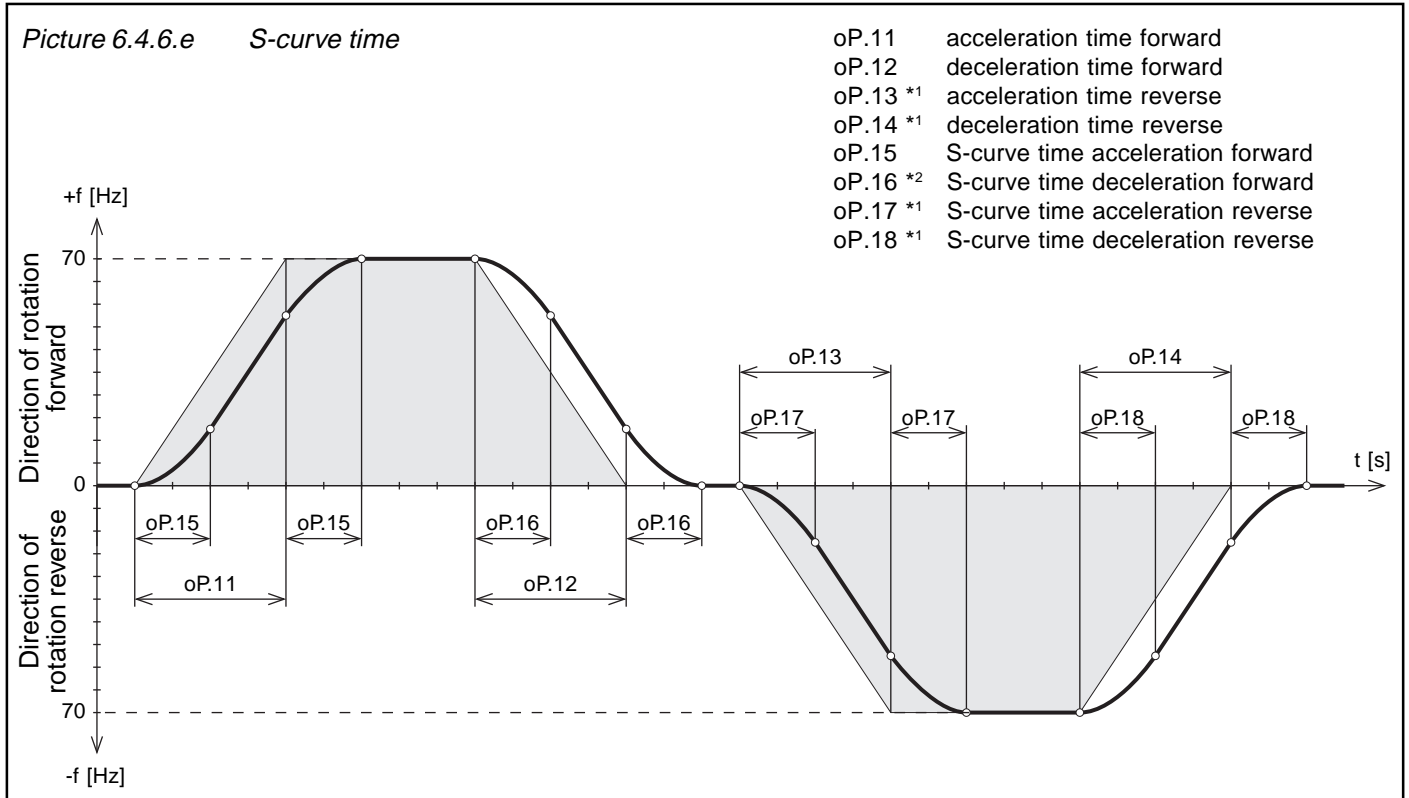 Picture 6.4.6.e S-curve time
oP.11 acceleration time forward
oP.12 deceleration time forward
oP.13 *1 acceleration time reverse
oP.14 *1 deceleration time reverse
oP.15 S-curve time acceleration forward
oP.16 *2 S-curve time deceleration forward
oP.17 *1 S-curve time acceleration reverse
oP.18 *1 S-curve time deceleration reverse
+f [Hz]
70
Direction of rotation
forward
oP.13
oP.14
oP.17
oP.17
oP.18
oP.18
t [s]
0
oP.15
oP.15
oP.16
oP.16
oP.11
oP.12
Direction of
rotation reverse
70
-f [Hz]